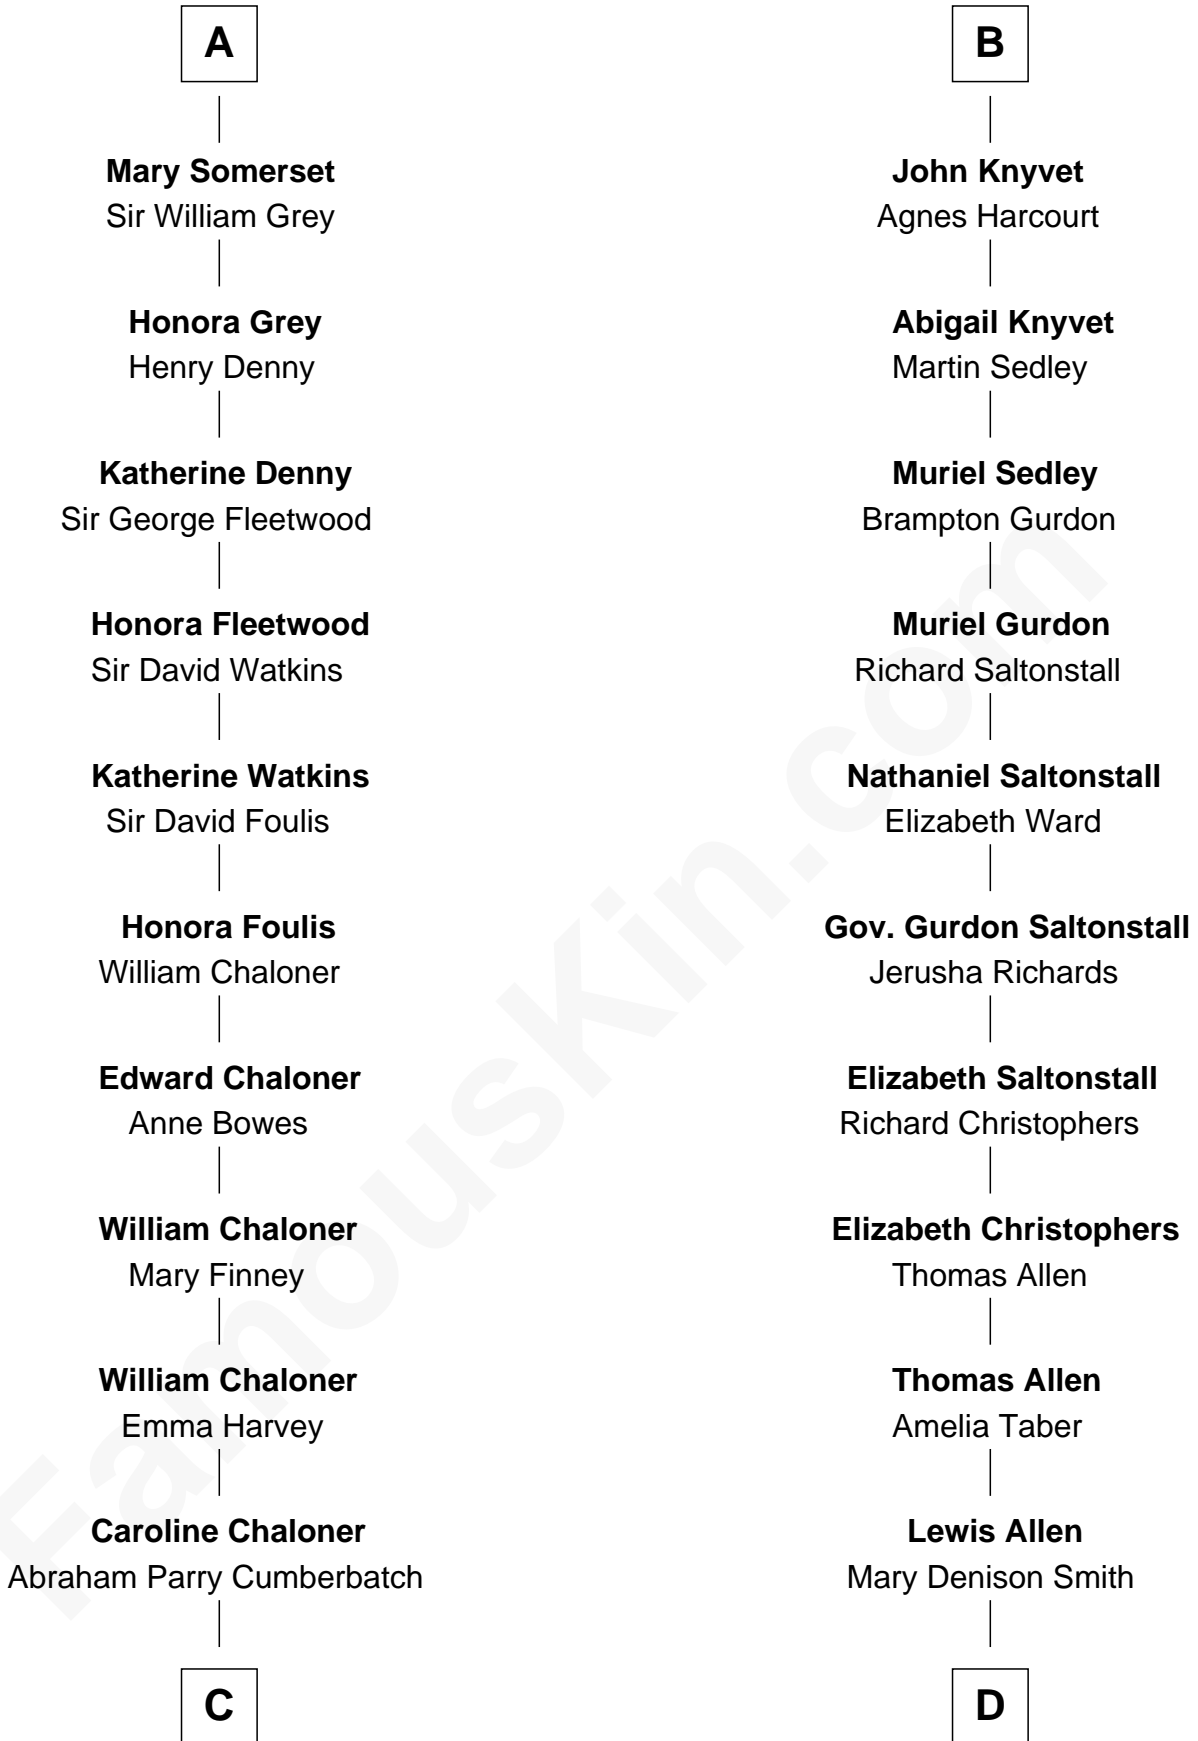 A
Mary Somerset
Sir William Grey
Honora Grey
Henry Denny
Katherine Denny
Sir George Fleetwood
Honora Fleetwood
Sir David Watkins
Katherine Watkins
Sir David Foulis
Honora Foulis
William Chaloner
Edward Chaloner
Anne Bowes
William Chaloner
Mary Finney
William Chaloner
Emma Harvey
Caroline Chaloner
Abraham Parry Cumberbatch
C
B
John Knyvet
Agnes Harcourt
Abigail Knyvet
Martin Sedley
Muriel Sedley
Brampton Gurdon
Muriel Gurdon
Richard Saltonstall
Nathaniel Saltonstall
Elizabeth Ward
Gov. Gurdon Saltonstall
Jerusha Richards
Elizabeth Saltonstall
Richard Christophers
Elizabeth Christophers
Thomas Allen
Thomas Allen
Amelia Taber
Lewis Allen
Mary Denison Smith
D
FamousKin.com